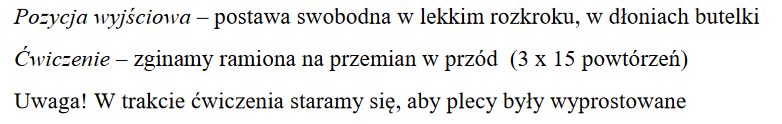 Pozycja wyjściowa – postawa swobodna w lekkim rozkroku, w dłoniach butelki
Ćwiczenie – zginamy ramiona na przemian w przód  (3 x 15 powtórzeń)
Uwaga! W trakcie ćwiczenia staramy się, aby plecy były wyprostowane